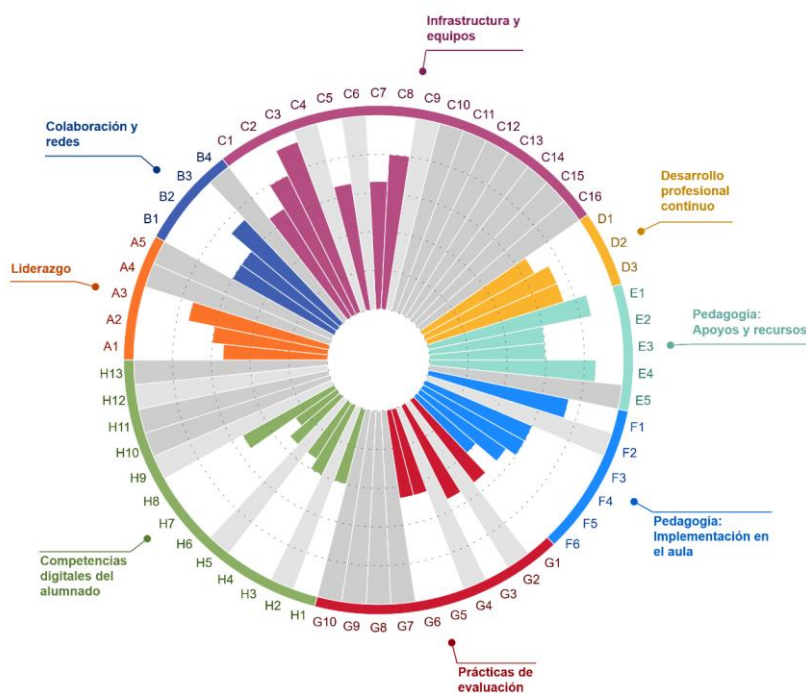 Infrastructura y
equipos
Colaboración y
redes
Desarrollo
profesional
continuo
Liderazgo
Pedagogía:
Apoyos y recursos
Pedagogía:
Implementación en
el aula
Competencias
digitales del
alumnado
Prácticas de
evaluación
A1
A2
A3
A4
A5
B1
B2
B3
B4
C1
C2
C3
C4
C5
C6
C7
C8
C9
C10
C11
C12
C13
C14
C15
C16
D1
D2
D3
E1
E2
E3
E4
E5
F1
F2
F3
F4
F5
F6
G1
G2
G3
G4
G5
G6
G7
G8
G9
G10
H1
H2
H3
H4
H5
H6
H7
H8
H9
H10
H11
H12
H13